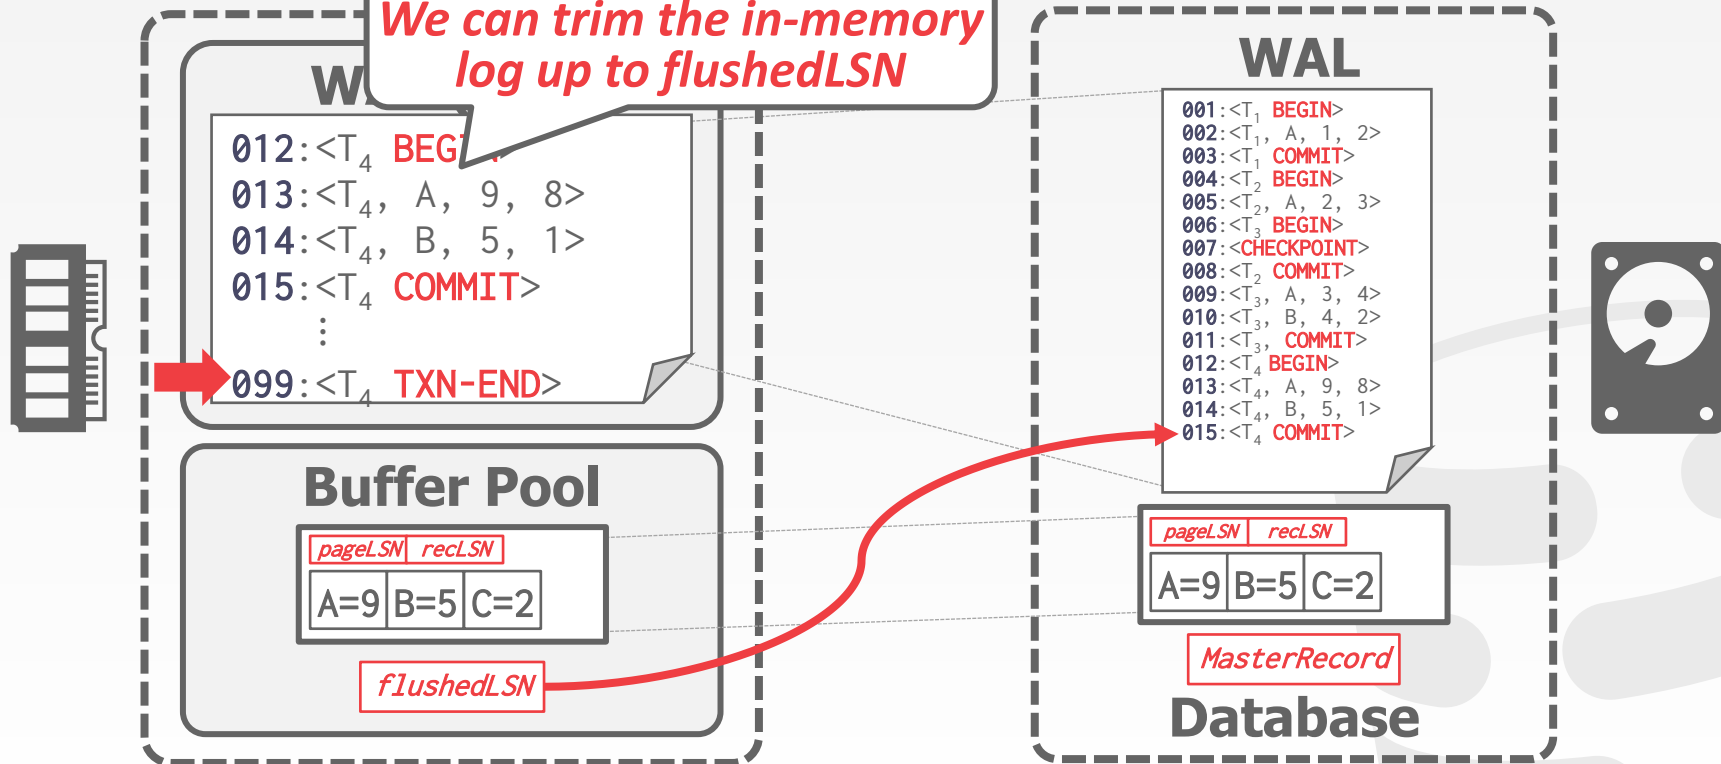 We can trim the in-memory
log up to flushedLSN
012:<T4 BEG
013:<T4, A, 9, 8>
014:<T4, B, 5, 1>
015:<T4 COMMIT>
⋮
099:<T4 TXN-END>
Buffer Pool
pageLSN recLSN
A=9 B=5 C=2
flushedLSN
WAL
001:<T1 BEGIN>
002:<T1, A, 1, 2>
003:<T1 COMMIT>
004:<T2 BEGIN>
005:<T2, A, 2, 3>
006:<T3 BEGIN>
007:<CHECKPOINT>
008:<T2 COMMIT>
009:<T3, A, 3, 4>
010:<T3, B, 4, 2>
011:<T3, COMMIT>
012:<T4 BEGIN>
013:<T4, A, 9, 8>
014:<T4, B, 5, 1>
015:<T4 COMMIT>
pageLSN recLSN
A=9 B=5 C=2
MasterRecord
Database